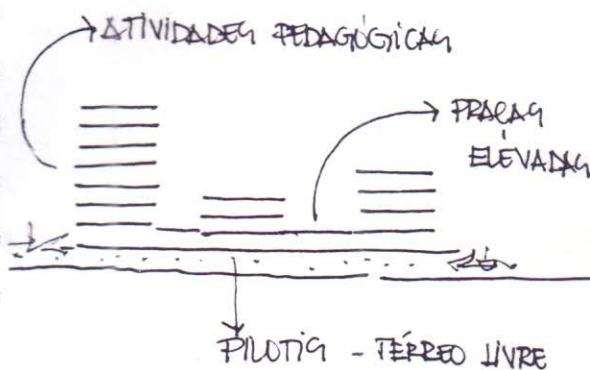 ATIVIDADES PEDAGÓGICAS
PRAÇAS
ELEVADAS
PILOTIS - TÉRREO LIVRE